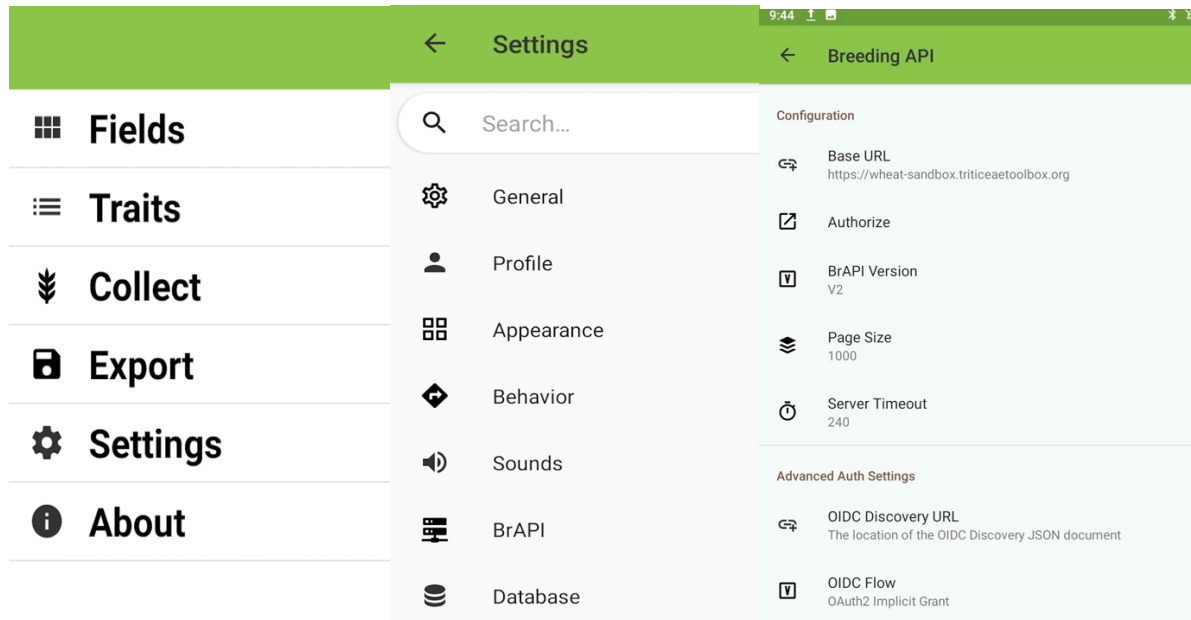 Fields
Traits
Collect
Export
Settings
About
Settings
Search...
General
Profile
Appearance
Behavior
Sounds
BrAPI
Database
9:44
Breeding API
Configuration
Base URL
https://wheat-sandbox.triticeaetoolbox.org
Authorize
BrAPI Version
V2
Page Size
1000
Server Timeout
240
Advanced Auth Settings
OIDC Discovery URL
The location of the OIDC Discovery JSON document
OIDC Flow
OAuth2 Implicit Grant